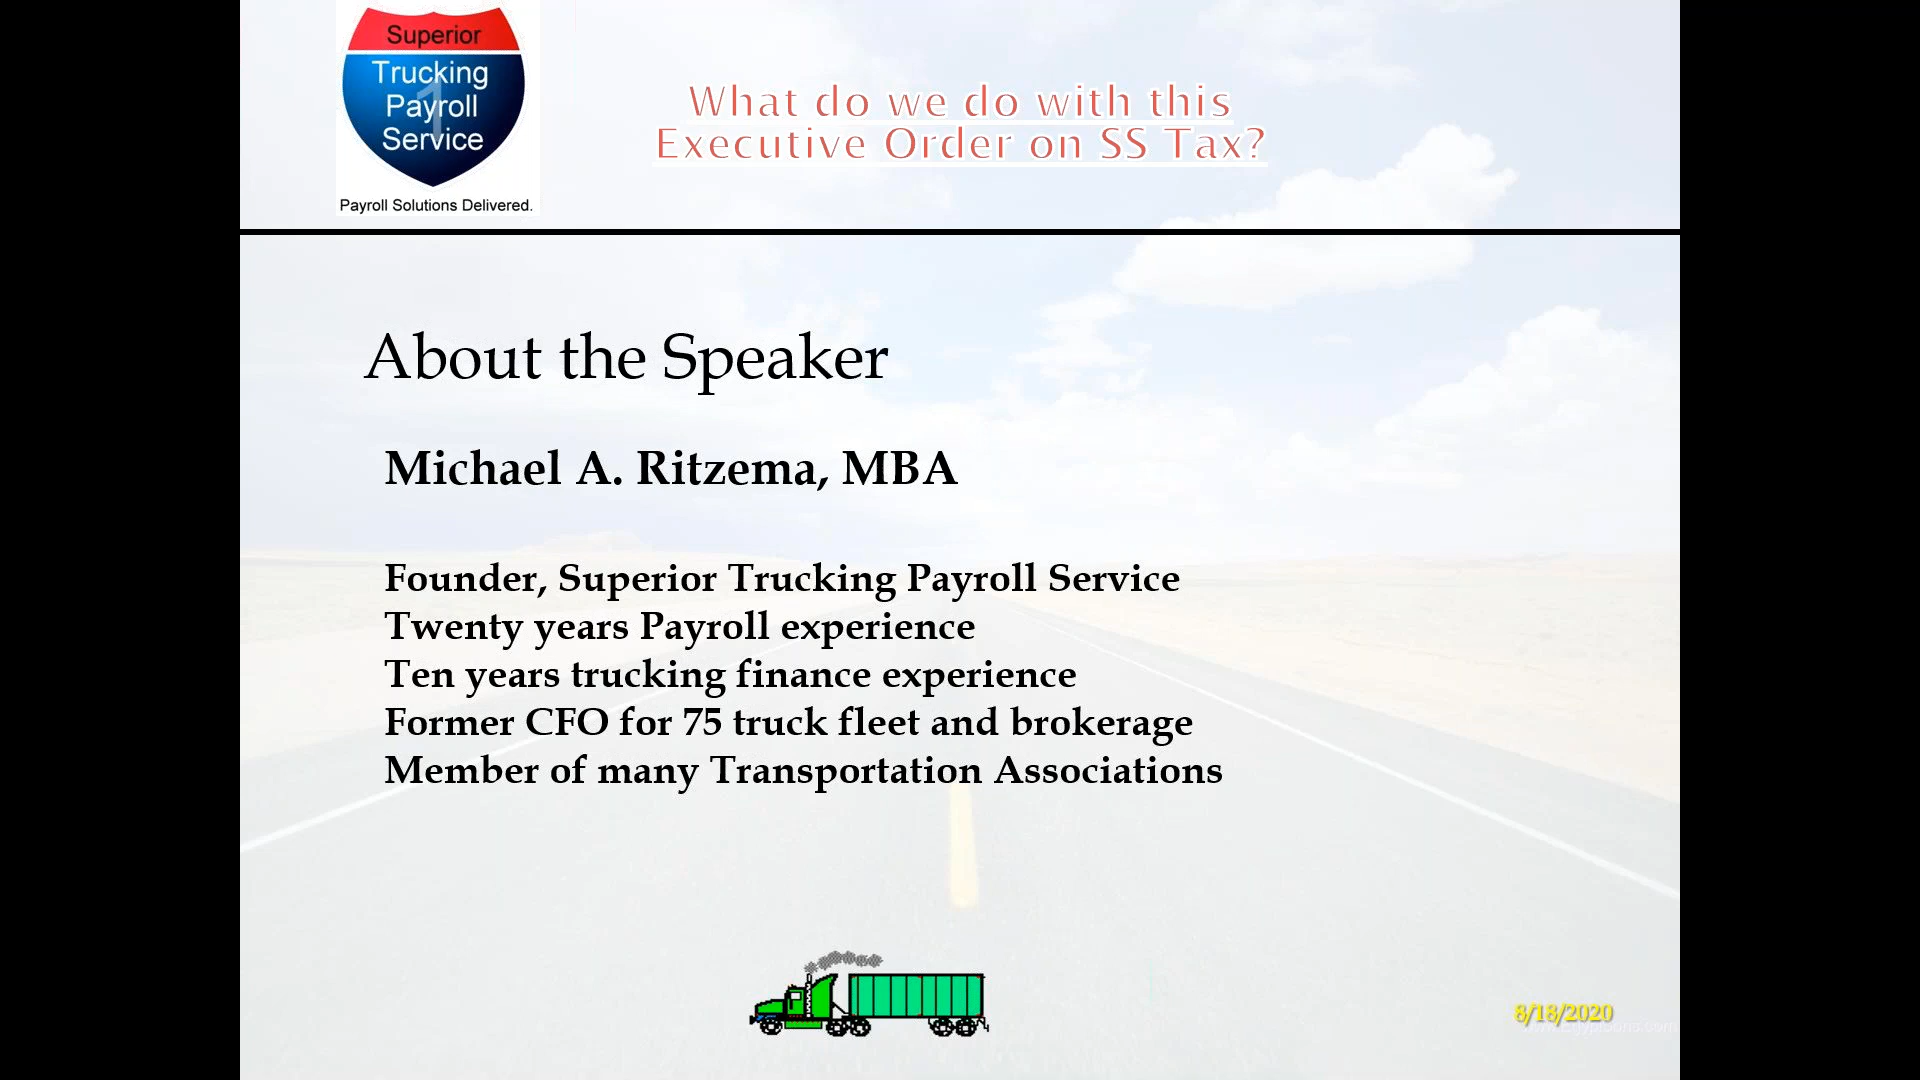 Superior
Trucking
Payroll
Service
1
Payroll Solutions Delivered.
What do we do with this
Executive Order on SS Tax?
About the Speaker
Michael A. Ritzema, MBA
Founder, Superior Trucking Payroll Service
Twenty years Payroll experience
Ten years trucking finance experience
Former CFO for 75 truck fleet and brokerage
Member of many Transportation Associations
8/18/2020